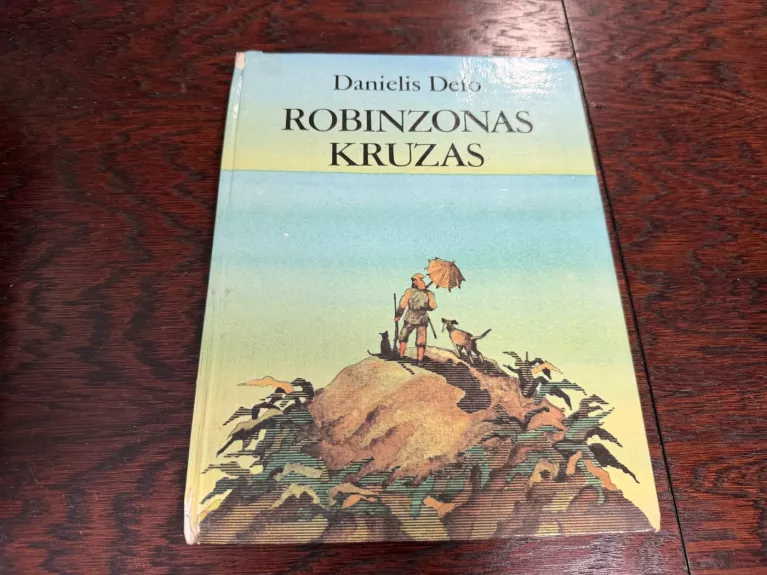 Danielis Defo
ROBINZONAS
KRUZAS